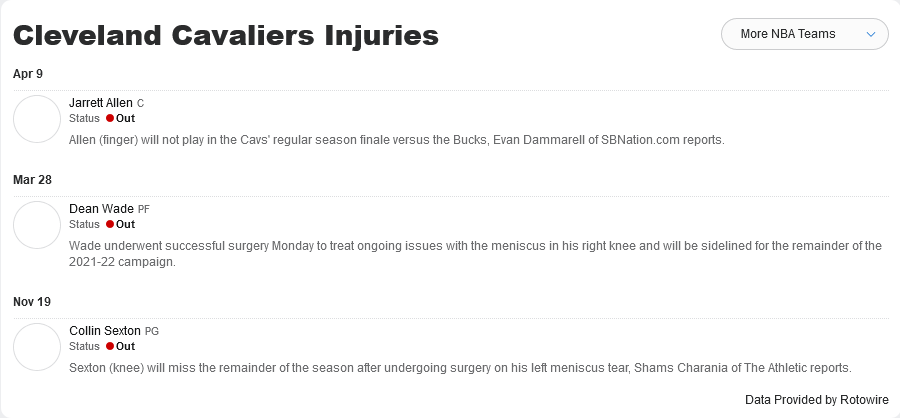 Cleveland Cavaliers Injuries
More NBA Teams
Apr 9
Jarrett Allen C
Status Out
Allen (finger) will not play in the Cavs' regular season finale versus the Bucks, Evan Dammarell of SBNation.com reports.
Mar 28
Dean Wade PF
Status Out
Wade underwent successful surgery Monday to treat ongoing issues with the meniscus in his right knee and will be sidelined for the remainder of the
2021-22 campaign.
Nov 19
Collin Sexton PG
Status Out
Sexton (knee) will miss the remainder of the season after undergoing surgery on his left meniscus tear, Shams Charania of The Athletic reports.
Data Provided by Rotowire